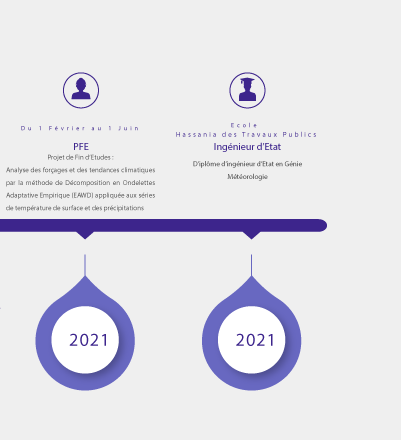 Du 1 Février au 1 Juin
PFE
Projet de Fin d'Etudes :
Analyse des forçages et des tendances climatiques
par la méthode de Décomposition en Ondelettes
Adaptative Empirique (EAWD) appliquée aux séries
de température de surface et des précipitations
Ecole
Hassania des Travaux Publics
Ingénieur d'Etat
D'iplôme d'ingénieur d'Etat en Génie
Météorologie
2021
2021